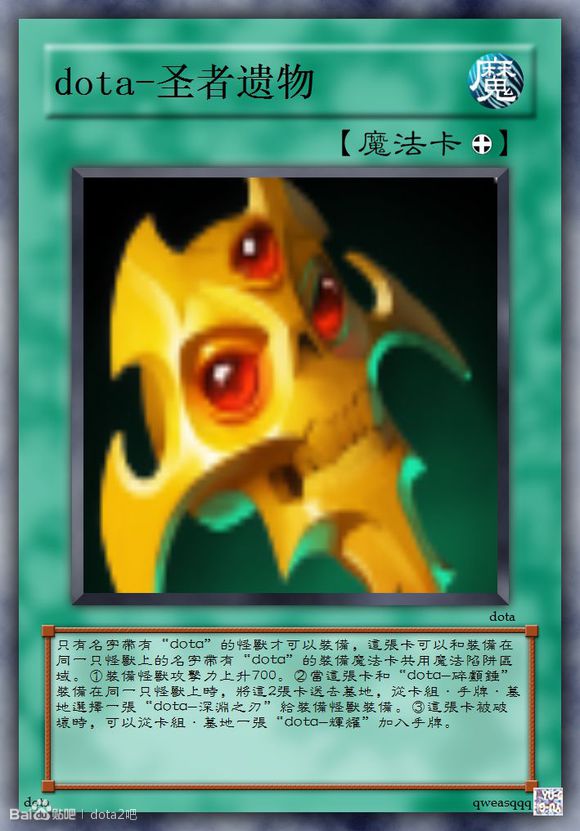 dota-圣者遗物
魔
【魔法卡】
dota
只有名字帶有“dota”的怪獸才可以裝備，這張卡可以和裝備在
同一只怪獸上的名字帶有“dota”的裝備魔法卡共用魔法陷阱區
域。①裝備怪獸攻擊力上升700。②當這張卡和“dota-碎顱錘”
裝備在同一只怪獸上時，將這2張卡送去墓地，從卡組·手牌·墓
地選擇一張“dota-深淵之刃”給裝備怪獸裝備。③這張卡被破
壞時，可以從卡組·墓地一張“dota-輝耀”加入手牌。
qweasqqq
Bai贴吧 | dota2吧